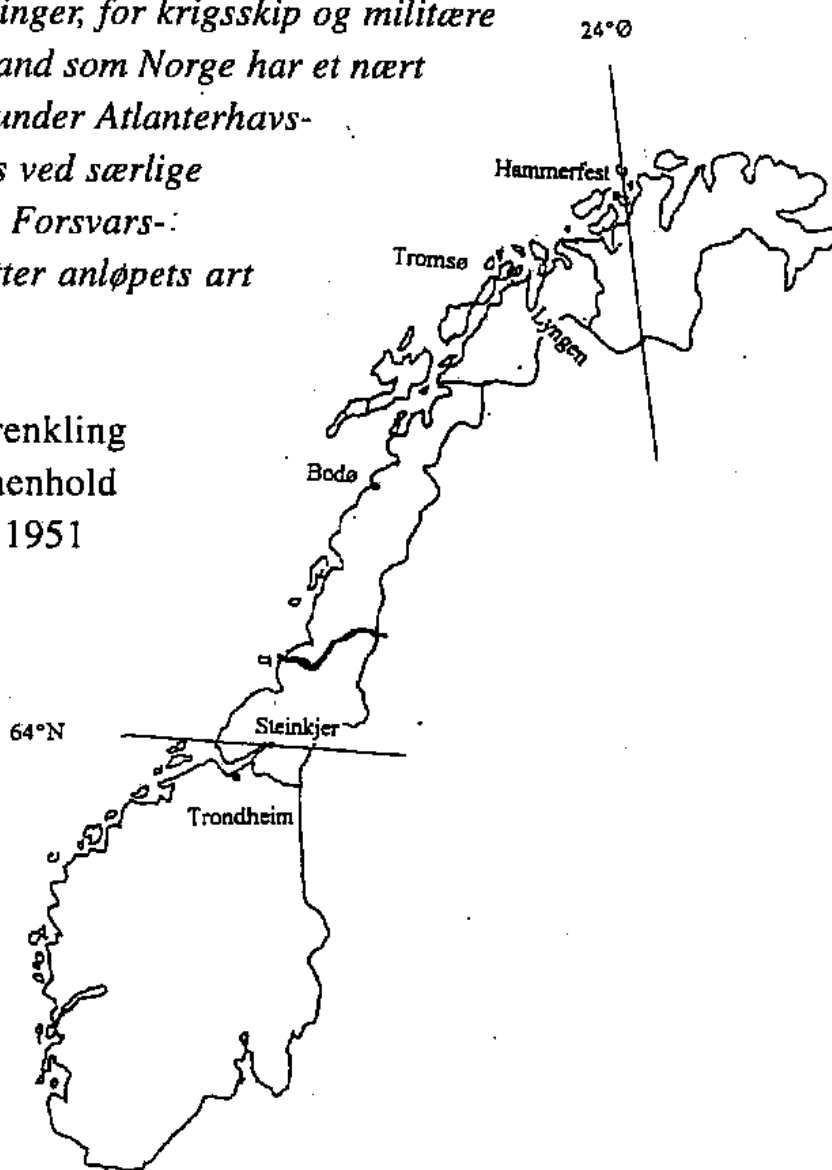 inger, for krigsskip og militære
and som Norge har et nært
under Atlanterhavs-
s ved særlige
Forsvars-
tter anløpets art
renkling
nenhold
1951
24°Ø
Hammerfest
Tromsø
Lyngen
Bodø
64°N
Steinkjer
Trondheim